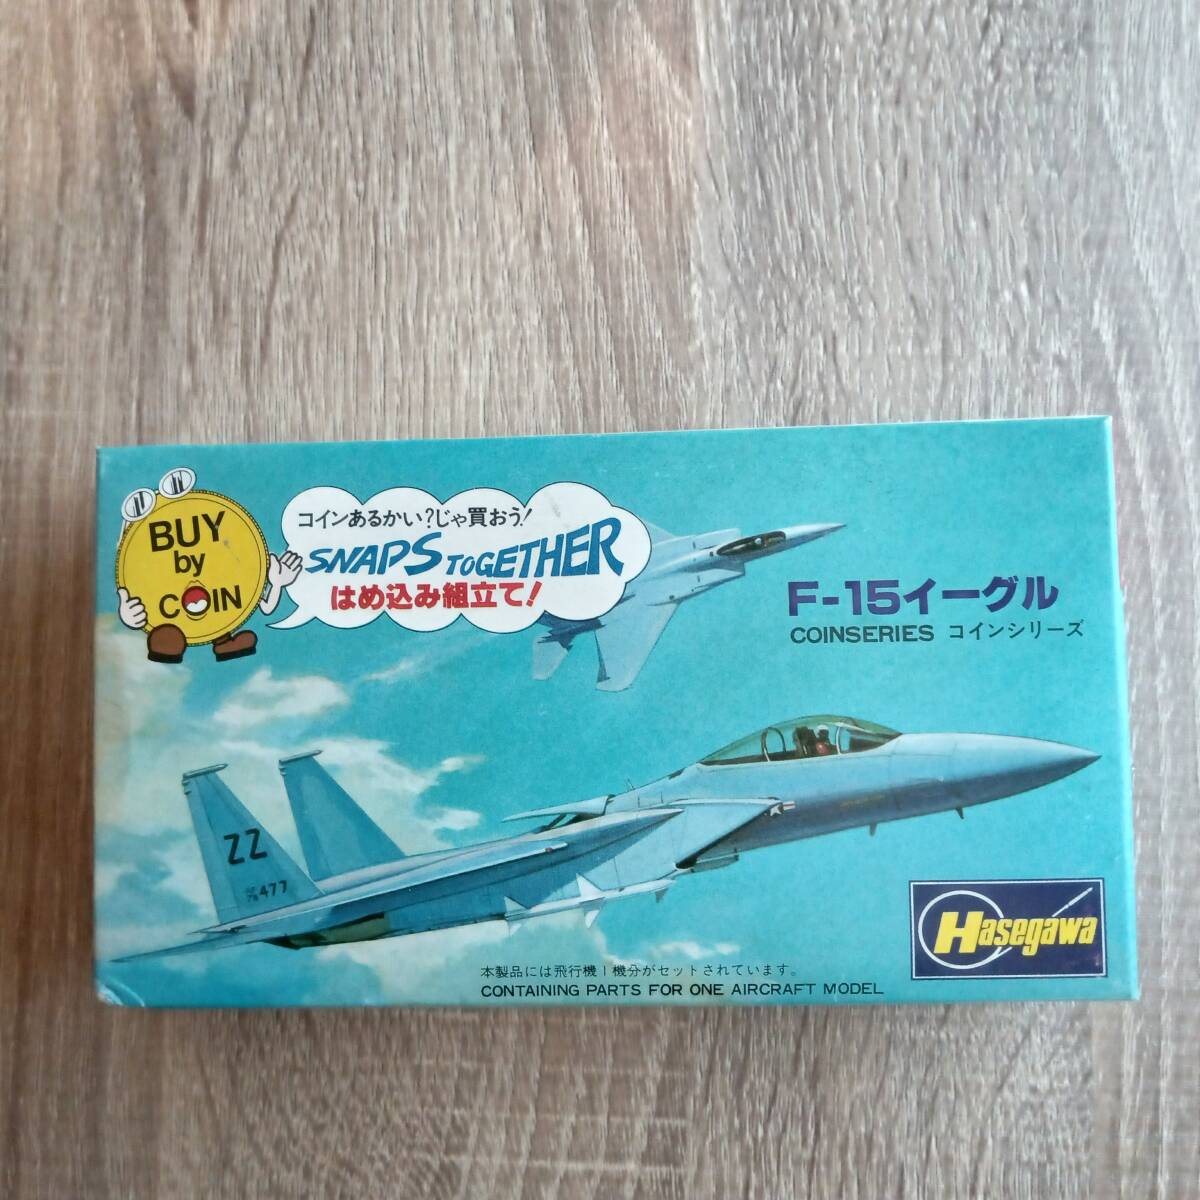 BUY
by
COIN
コインあるかい?じゃ買おう!
SNAPS ToGETHER
はめ込み組立て!
F-15イーグル
COINSERIES コインシリーズ
ZZ
78 477
Hasegawa
本製品には飛行機1機分がセットされています。
CONTAINING PARTS FOR ONE AIRCRAFT MODEL